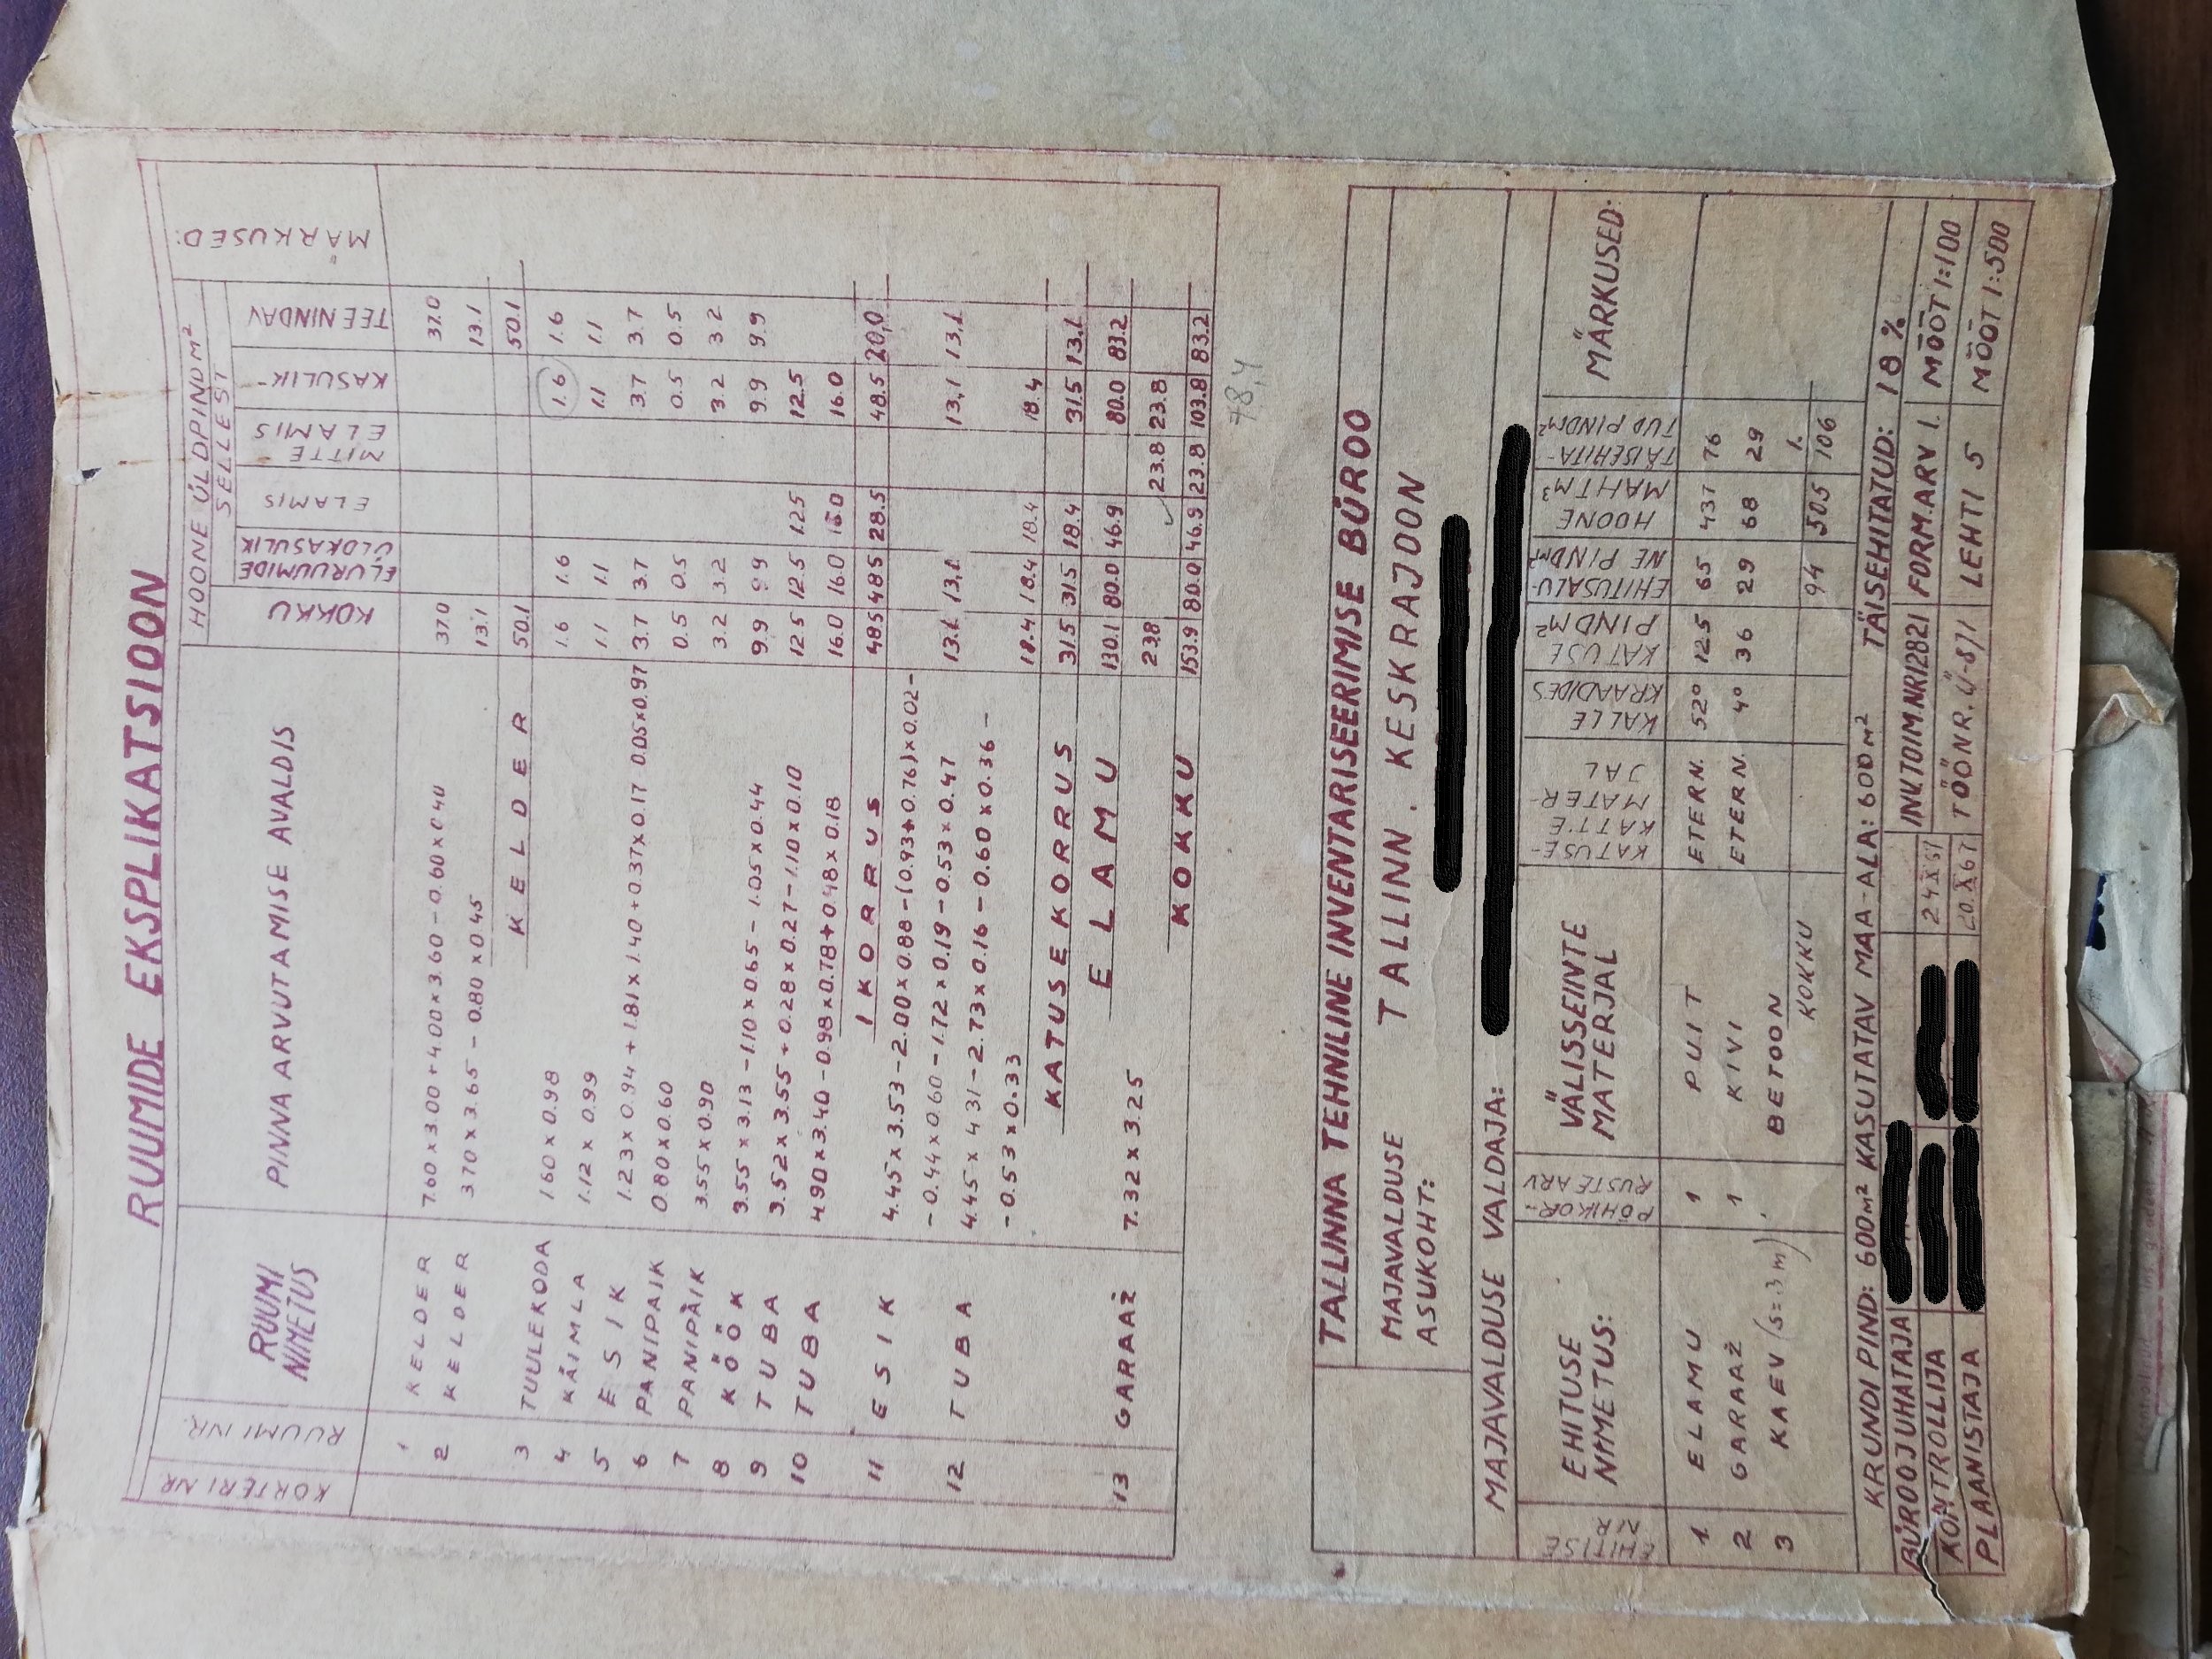 RUUMIDE EKSPLIKATSIOON
KORTERI NR.
RUUMI NR.
RUUMI NIMETUS
PINNA ARVUTAMISE AVALDIS
HOONE ÜLDPIND M²
SELLEST
KOKKU
ELURUUMIDE ÜLDKASULIK
ELAMIS
MITTE ELAMIS
KASULIK-
TEENINDAV
MÄRKUSED:
1 KELDER 7.60 x 3.00 + 4.00 x 3.60 - 0.60 x 0.40 37.0 37.0
2 KELDER 3.70 x 3.65 - 0.80 x 0.45 13.1 13.1
KELDER 50.1 50.1
3 TUULEKODA 1.60 x 0.98 1.6 1.6 1.6 1.6
4 KÄIMLA 1.12 x 0.99 1.1 1.1 1.1 1.1
5 ESIK 1.23 x 0.94 + 1.81 x 1.40 + 0.37 x 0.17 0.05 x 0.97 3.7 3.7 3.7 3.7
6 PANIPAIK 0.80 x 0.60 0.5 0.5 0.5 0.5
7 PANIPAIK 3.55 x 0.90 3.2 3.2 3.2 3.2
8 KÖÖK 3.55 x 3.13 - 1.10 x 0.65 - 1.05 x 0.44 9.9 9.9 9.9 9.9
9 TUBA 3.52 x 3.55 + 0.28 x 0.27 - 1.10 x 0.10 12.5 12.5 12.5 12.5
10 TUBA 4.90 x 3.40 - 0.98 x 0.78 + 0.48 x 0.18 16.0 16.0 16.0 16.0
I KORRUS 48.5 48.5 28.5 48.5 20,0
11 ESIK 4.45 x 3.53 - 2.00 x 0.88 - (0.93 + 0.76) x 0.02 -
- 0.44 x 0.60 - 1.72 x 0.19 - 0.53 x 0.47 13.1 13,1 13,1 13,1
12 TUBA 4.45 x 4.31 - 2.73 x 0.16 - 0.60 x 0.36 -
- 0.53 x 0.33 18.4 18.4 18.4 18.4
KATUSEKORRUS 31.5 31.5 18.4 31.5 13.1
ELAMU 130.1 80.0 46.9 80.0 83.2
13 GARAAŽ 7.32 x 3.25 23.8 23.8 23.8
KOKKU 153.9 80.0 46.9 23.8 103.8 83.2
78,4
TALLINNA TEHNILINE INVENTARISEERIMISE BÜROO
MAJAVALDUSE ASUKOHT:
TALLINN. KESKRAJOON
MAJAVALDUSE VALDAJA:
EHITISE NR
EHITUSE NIMETUS:
PÕHIKOR-RUSTE ARV
VÄLISSEINTE MATERJAL
KATUSE-KATTE MATER-JAL
KALLE KRAADIDES
KATUSE PIND M²
EHITUSALU-NE PIND M²
HOONE MAHT M³
TÄISEHITA-TUD PIND M²
MÄRKUSED:
1 ELAMU 1 PUIT ETERN. 52° 125 65 437 76
2 GARAAŽ 1 KIVI ETERN. 4° 36 29 68 29
3 KAEV (s=3m) BETOON 1.
KOKKU 94 505 106
KRUNDI PIND: 600 M² KASUTATAV MAA-ALA: 600 M² TÄISEHITATUD: 18 %
BÜROOJUHATAJA INV. TOIM. NR 12821 FORM. ARV 1. MÕÕT 1:100
KONTROLLIJA 24 X 67 TÖÖ NR. Ü-8/1 LEHTI 5 MÕÕT 1:500
PLAANISTAJA 20. X 67